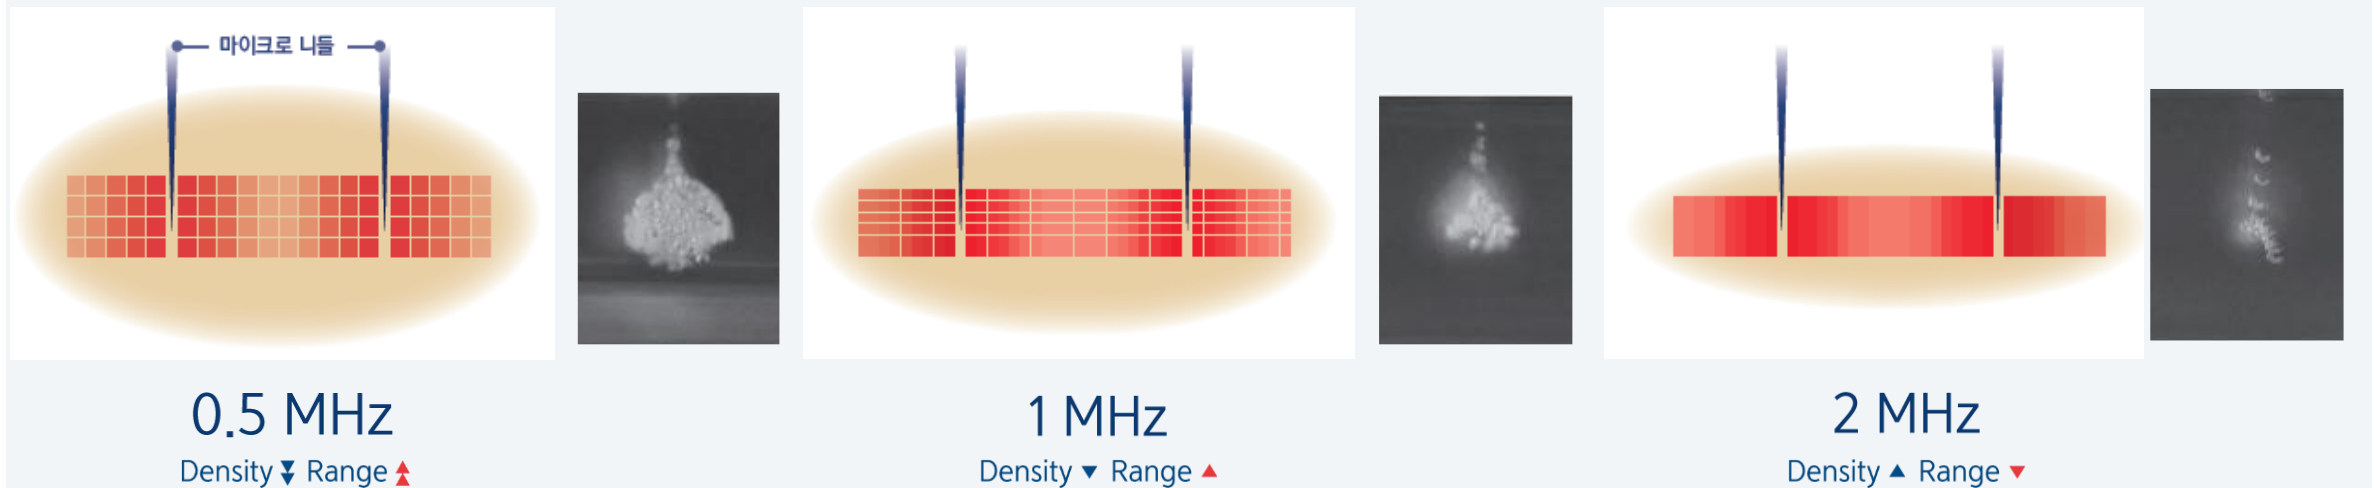 마이크로 니들
0.5 MHz
Density ⏬ Range ⏫
1 MHz
Density ▼ Range ▲
2 MHz
Density ▲ Range ▼